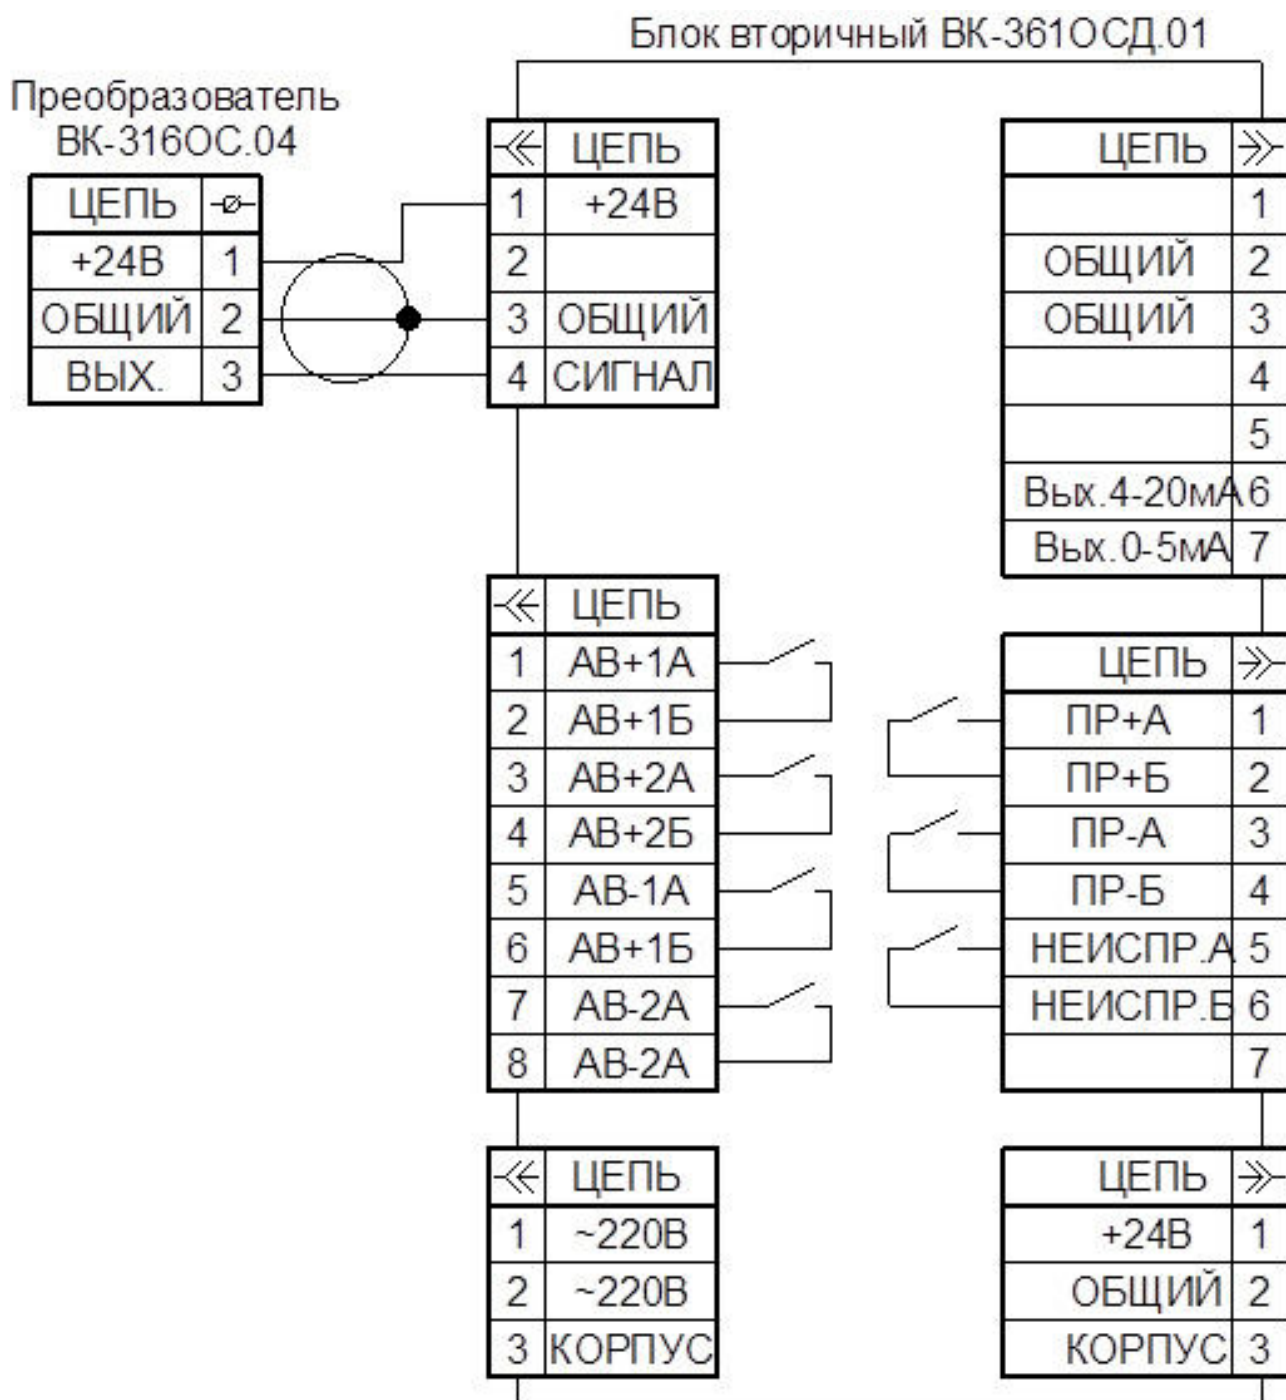 Блок вторичный ВК-361ОСД.01
Преобразователь
ВК-316ОС.04
ЦЕПЬ
+24В 1
ОБЩИЙ 2
ВЫХ. 3
ЦЕПЬ
1 +24В
2
3 ОБЩИЙ
4 СИГНАЛ
ЦЕПЬ
1
ОБЩИЙ 2
ОБЩИЙ 3
4
5
Вых.4-20мА 6
Вых.0-5мА 7
ЦЕПЬ
1 АВ+1А
2 АВ+1Б
3 АВ+2А
4 АВ+2Б
5 АВ-1А
6 АВ+1Б
7 АВ-2А
8 АВ-2А
ЦЕПЬ
ПР+А 1
ПР+Б 2
ПР-А 3
ПР-Б 4
НЕИСПР.А 5
НЕИСПР.Б 6
7
ЦЕПЬ
1 ~220В
2 ~220В
3 КОРПУС
ЦЕПЬ
+24В 1
ОБЩИЙ 2
КОРПУС 3